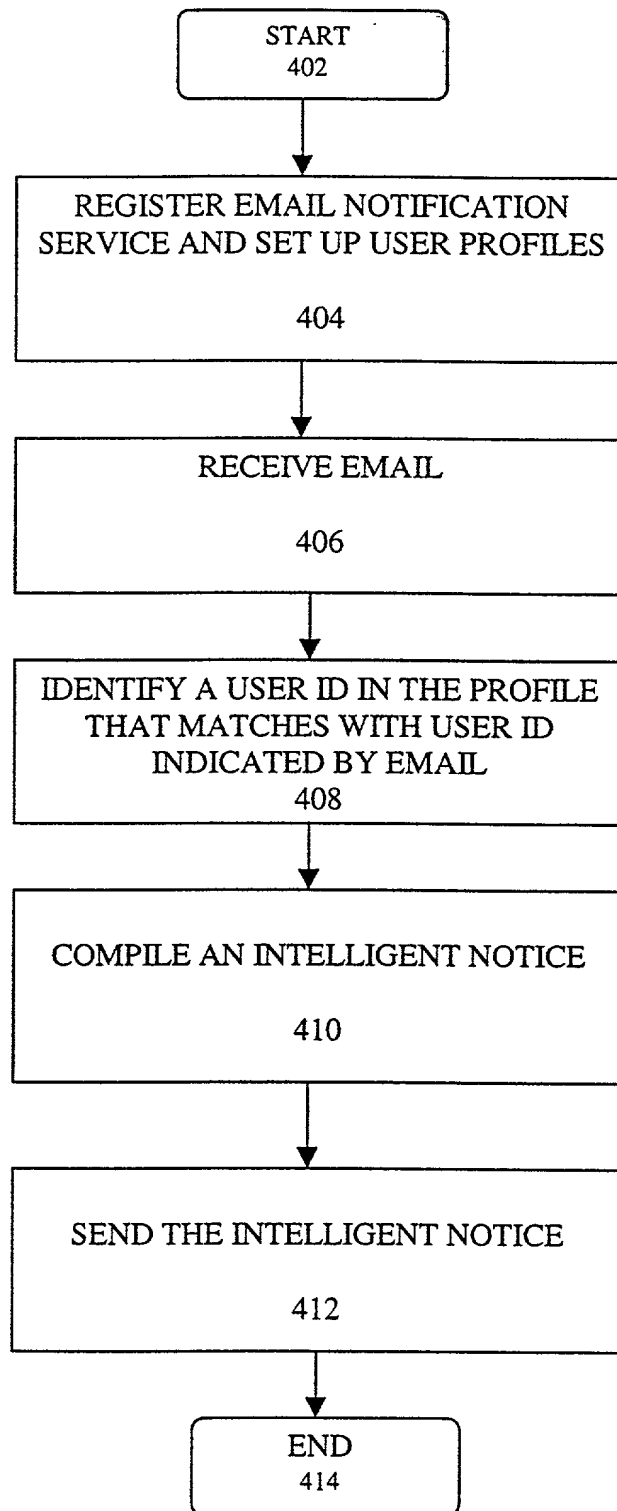 START
402
REGISTER EMAIL NOTIFICATION
SERVICE AND SET UP USER PROFILES
404
RECEIVE EMAIL
406
IDENTIFY A USER ID IN THE PROFILE
THAT MATCHES WITH USER ID
INDICATED BY EMAIL
408
COMPILE AN INTELLIGENT NOTICE
410
SEND THE INTELLIGENT NOTICE
412
END
414